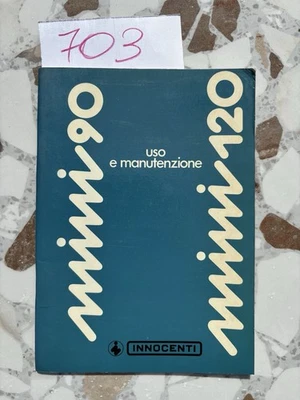 703
mini 90
uso
e manutenzione
mini 120
INNOCENTI